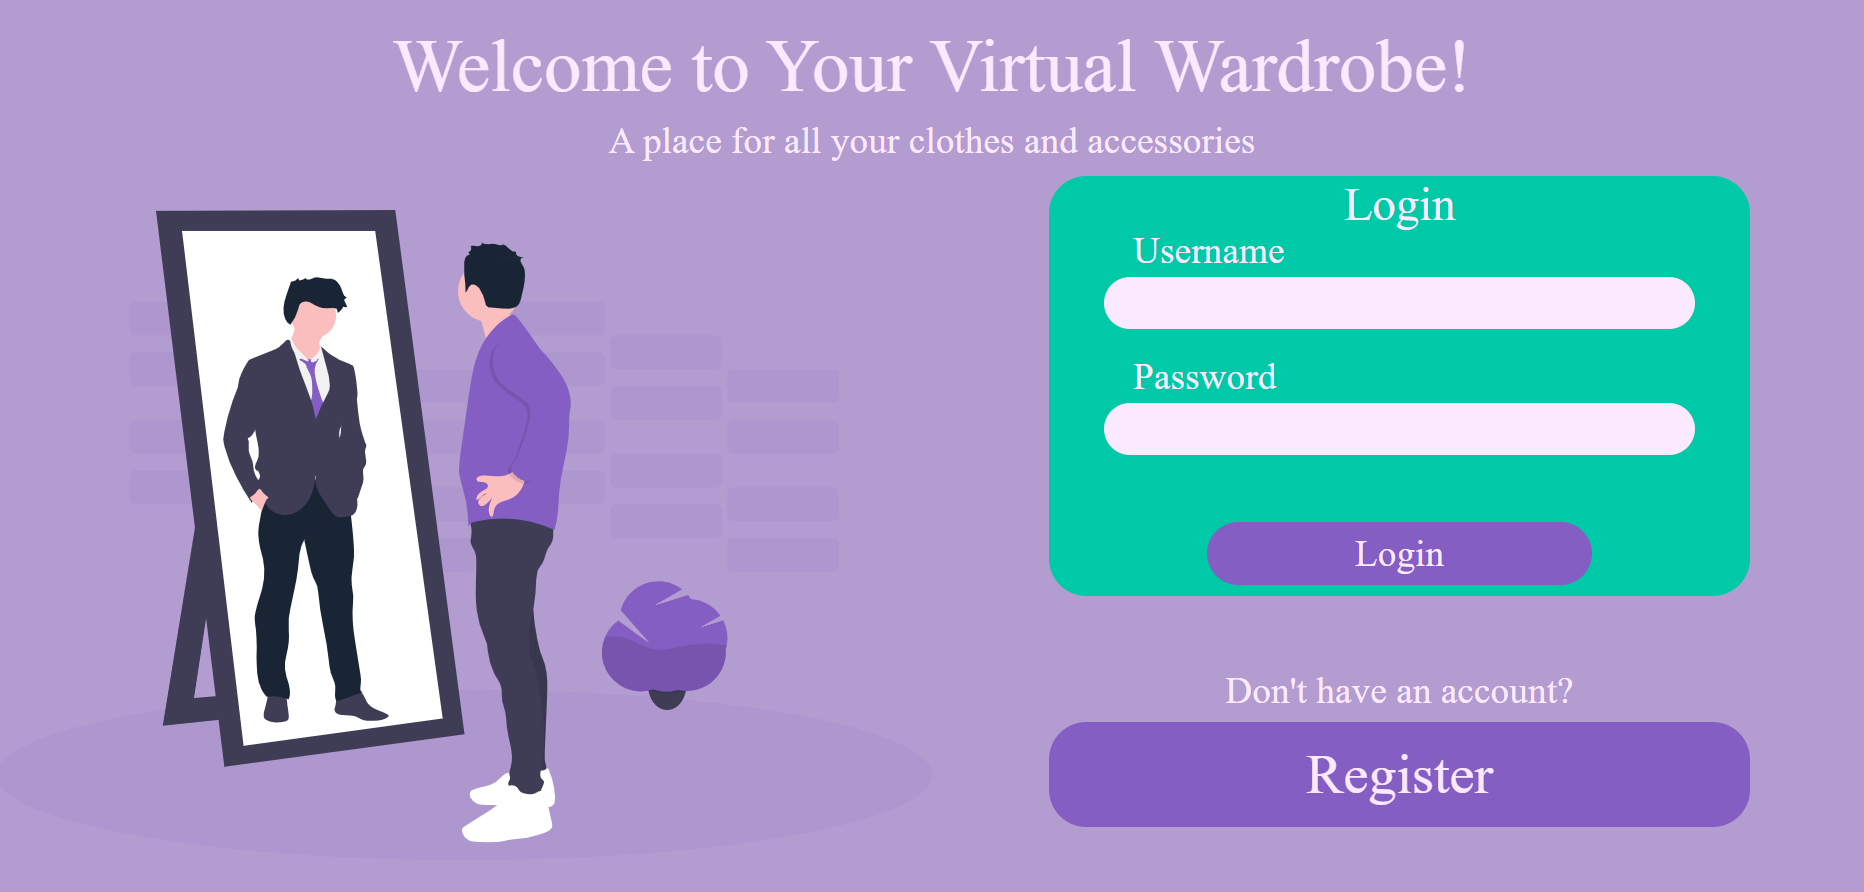 Welcome to Your Virtual Wardrobe!
A place for all your clothes and accessories
Login
Username
Password
Login
Don't have an account?
Register